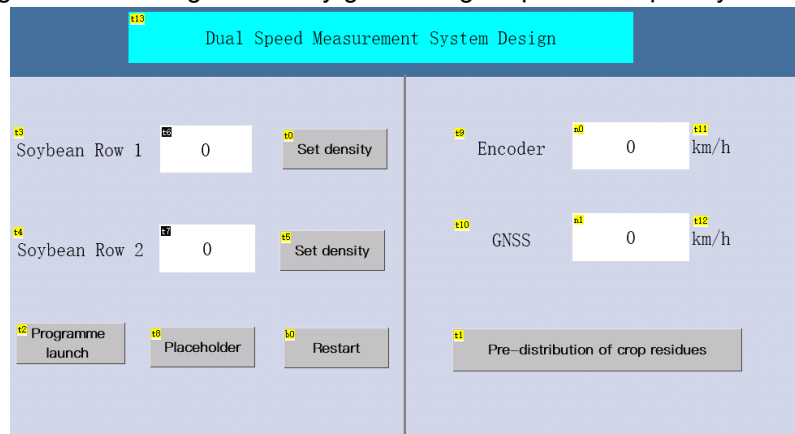 t13
Dual Speed Measurement System Design
t3
Soybean Row 1
t6
0
t0
Set density
t4
Soybean Row 2
t7
0
t5
Set density
t2
Programme
launch
t8
Placeholder
b0
Restart
t9
Encoder
n0
0
t11
km/h
t10
GNSS
n1
0
t12
km/h
t1
Pre-distribution of crop residues